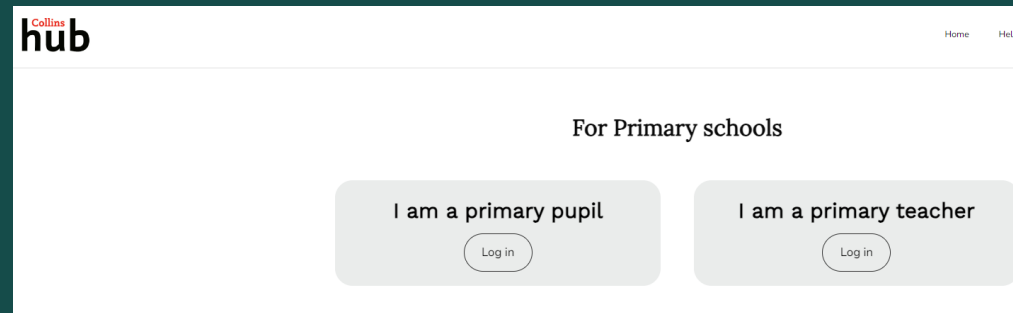 Collins
hub
Home
For Primary schools
I am a primary pupil
I am a primary teacher
Log in
Log in